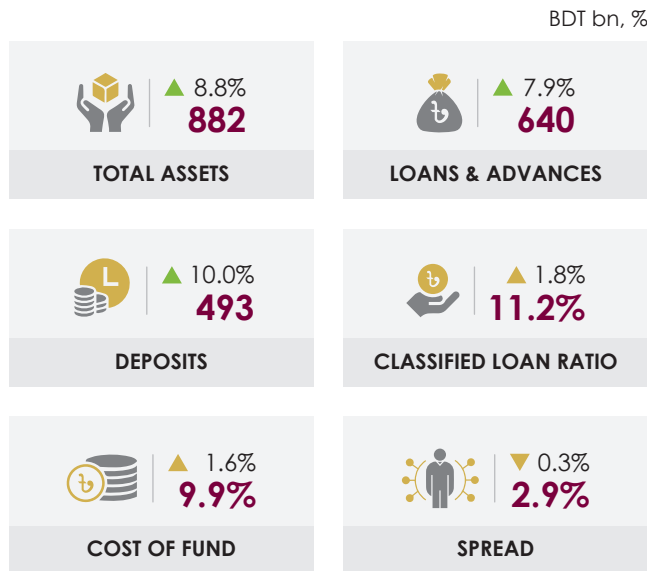 BDT bn, %
▲ 8.8%
882
TOTAL ASSETS
▲ 7.9%
৳
640
LOANS & ADVANCES
▲ 10.0%
493
DEPOSITS
৳
▲ 1.8%
11.2%
CLASSIFIED LOAN RATIO
৳
▲ 1.6%
9.9%
COST OF FUND
▼ 0.3%
2.9%
SPREAD